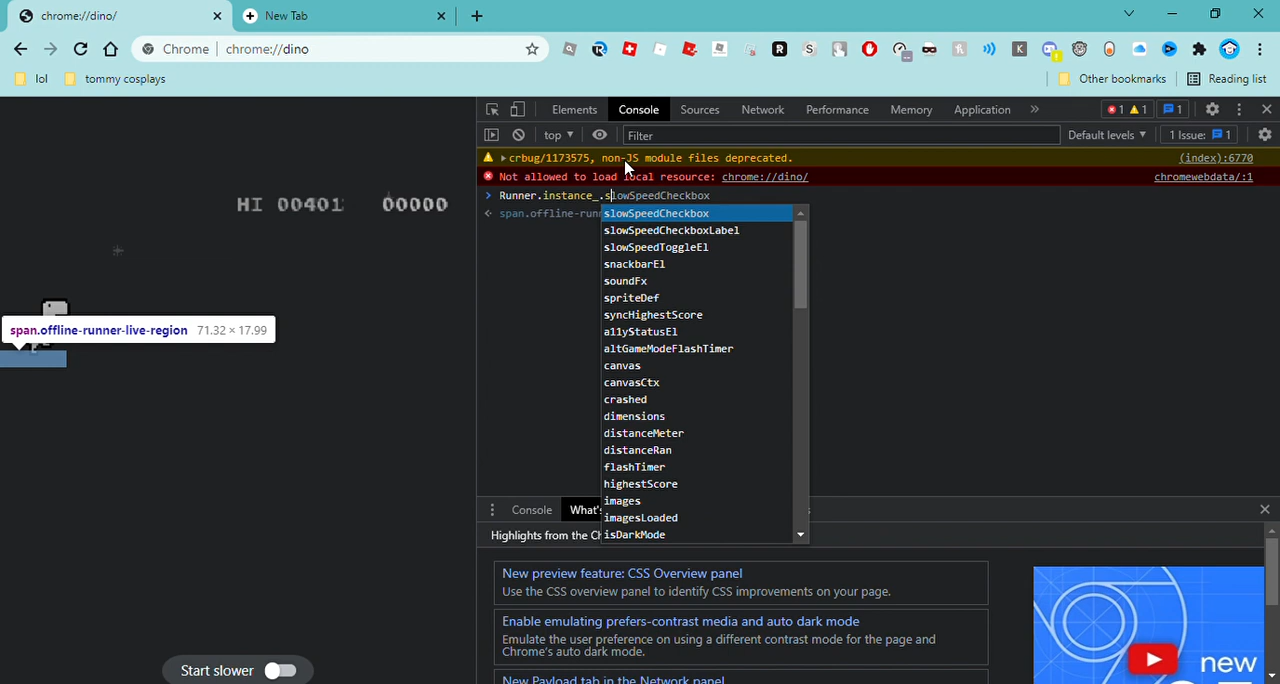 chrome://dino/
New Tab
Chrome | chrome://dino
lol
tommy cosplays
Other bookmarks
Reading list
Elements
Console
Sources
Network
Performance
Memory
Application
1
1
1
top
Filter
Default levels
1 Issue:
1
crbug/1173575, non-JS module files deprecated.
(index):6770
Not allowed to load local resource: chrome://dino/
chromewebdata/:1
Runner.instance_.slowSpeedCheckbox
span.offline-run
slowSpeedCheckbox
slowSpeedCheckboxLabel
slowSpeedToggleEl
snackbarEl
soundFx
spriteDef
syncHighestScore
a11yStatusEl
altGameModeFlashTimer
canvas
canvasCtx
crashed
dimensions
distanceMeter
distanceRan
flashTimer
highestScore
images
imagesLoaded
isDarkMode
HI 00401 00000
span.offline-runner-live-region 71.32 × 17.99
Start slower
Console
What's
Highlights from the Ch
New preview feature: CSS Overview panel
Use the CSS overview panel to identify CSS improvements on your page.
Enable emulating prefers-contrast media and auto dark mode
Emulate the user preference on using a different contrast mode for the page and
Chrome's auto dark mode.
New Payload tab in the Network panel
new